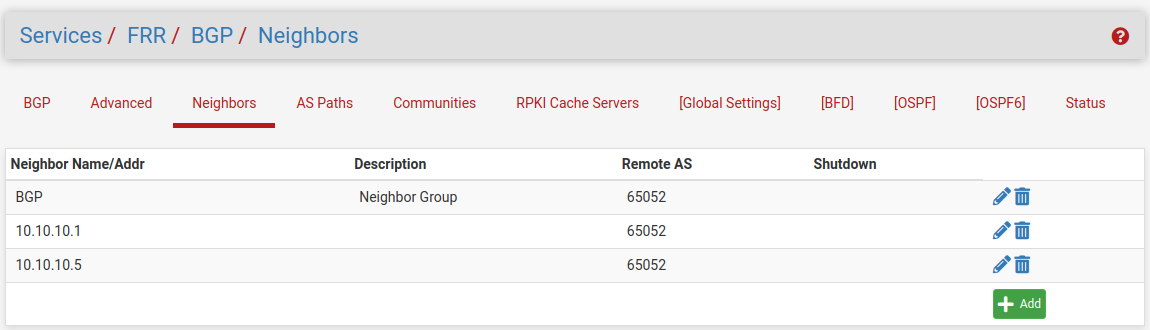 Services / FRR / BGP / Neighbors
BGP Advanced Neighbors AS Paths Communities RPKI Cache Servers [Global Settings] [BFD] [OSPF] [OSPF6] Status
Neighbor Name/Addr Description Remote AS Shutdown
BGP Neighbor Group 65052
10.10.10.1 65052
10.10.10.5 65052
Add